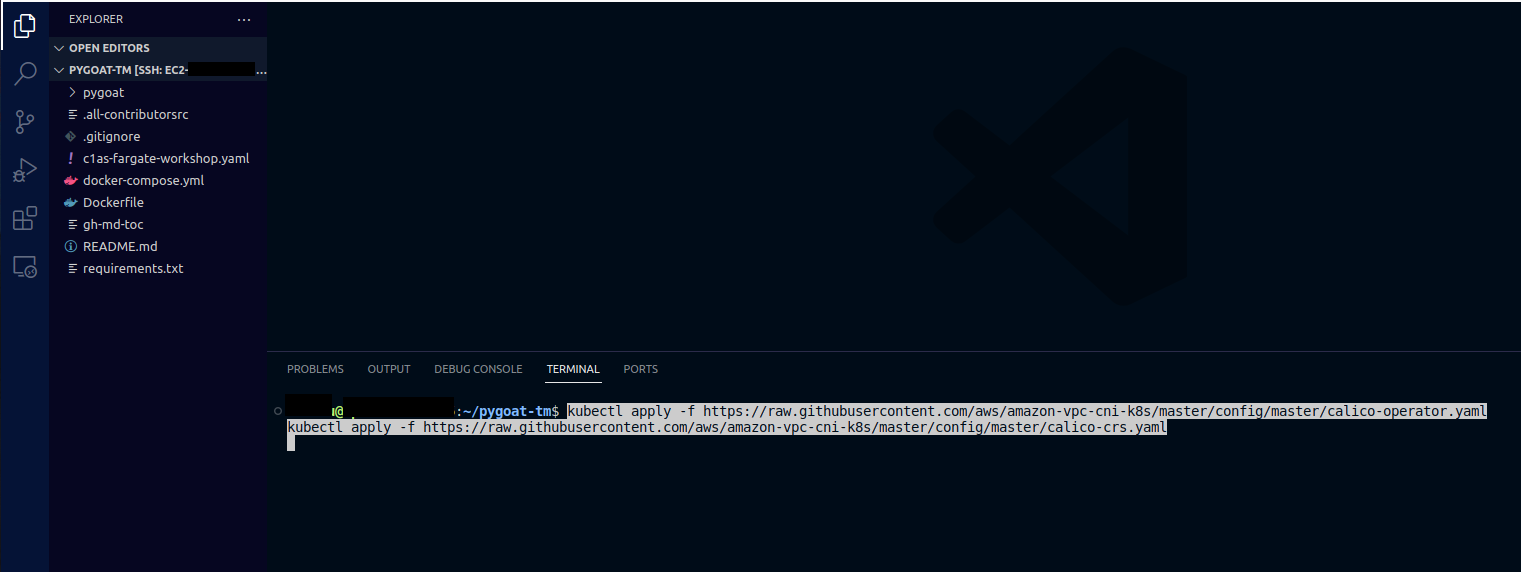 EXPLORER
OPEN EDITORS
PYGOAT-TM [SSH: EC2-
pygoat
.all-contributorsrc
.gitignore
c1as-fargate-workshop.yaml
docker-compose.yml
Dockerfile
gh-md-toc
README.md
requirements.txt
PROBLEMS OUTPUT DEBUG CONSOLE TERMINAL PORTS
@ :~/pygoat-tm$ kubectl apply -f https://raw.githubusercontent.com/aws/amazon-vpc-cni-k8s/master/config/master/calico-operator.yaml
kubectl apply -f https://raw.githubusercontent.com/aws/amazon-vpc-cni-k8s/master/config/master/calico-crs.yaml